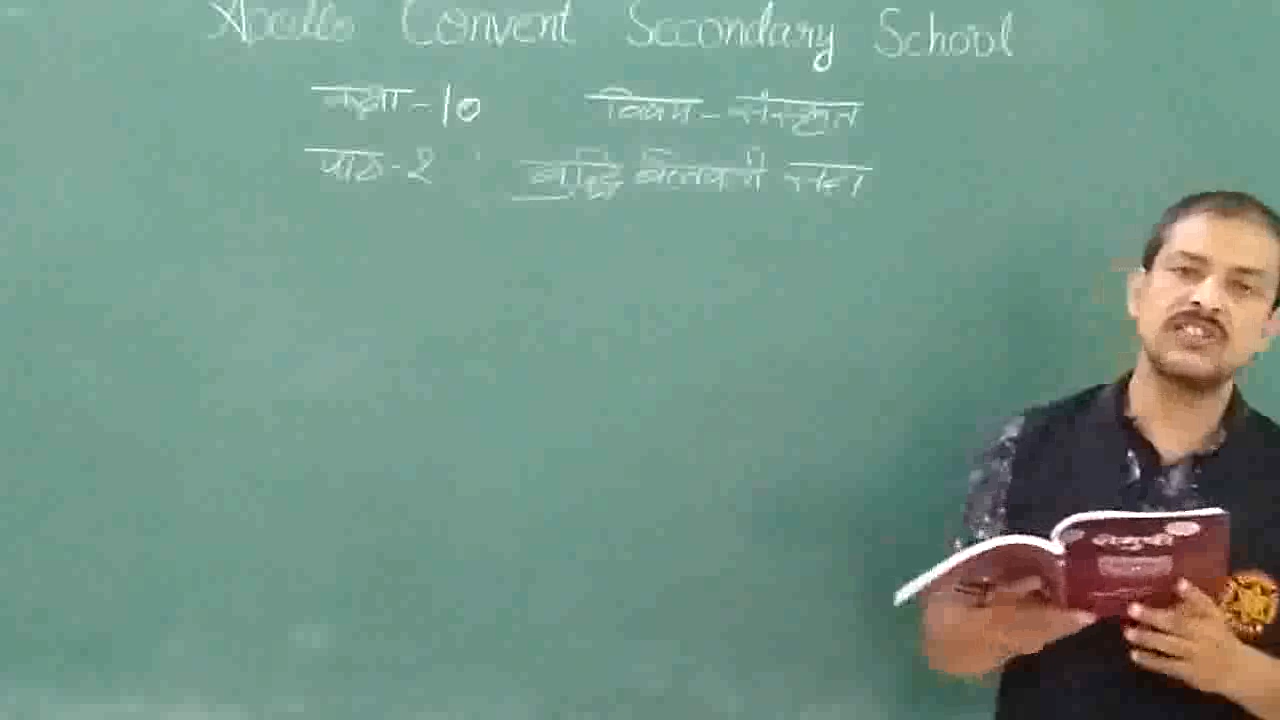 Apollo Convent Secondary School
कक्षा - 10 विषय - संस्कृत
पाठ - 2 बुद्धिर्बलवती सदा
शेमुषी